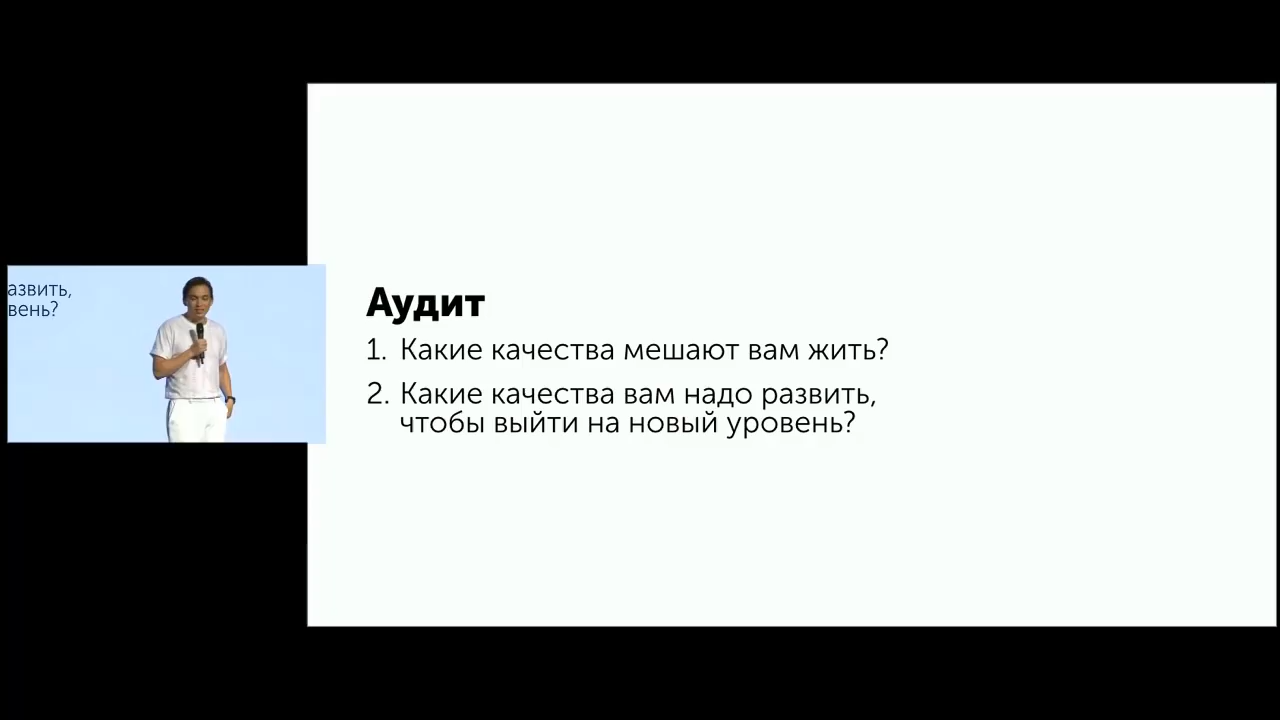 азвить,
вень?
Аудит
1. Какие качества мешают вам жить?
2. Какие качества вам надо развить,
чтобы выйти на новый уровень?